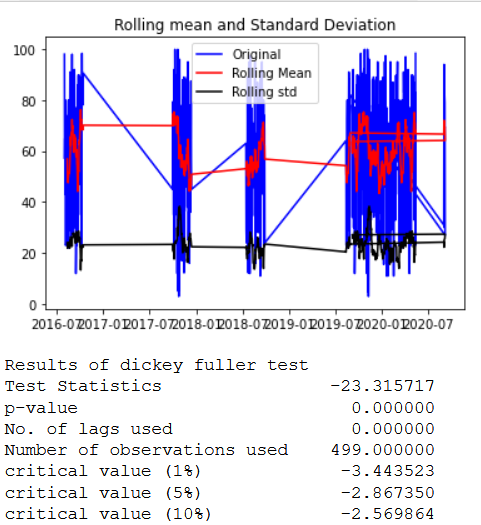 Rolling mean and Standard Deviation
100
80
60
40
20
0
Original
Rolling Mean
Rolling std
2016-07 2017-01 2017-07 2018-01 2018-07 2019-01 2019-07 2020-01 2020-07
Results of dickey fuller test
Test Statistics -23.315717
p-value 0.000000
No. of lags used 0.000000
Number of observations used 499.000000
critical value (1%) -3.443523
critical value (5%) -2.867350
critical value (10%) -2.569864